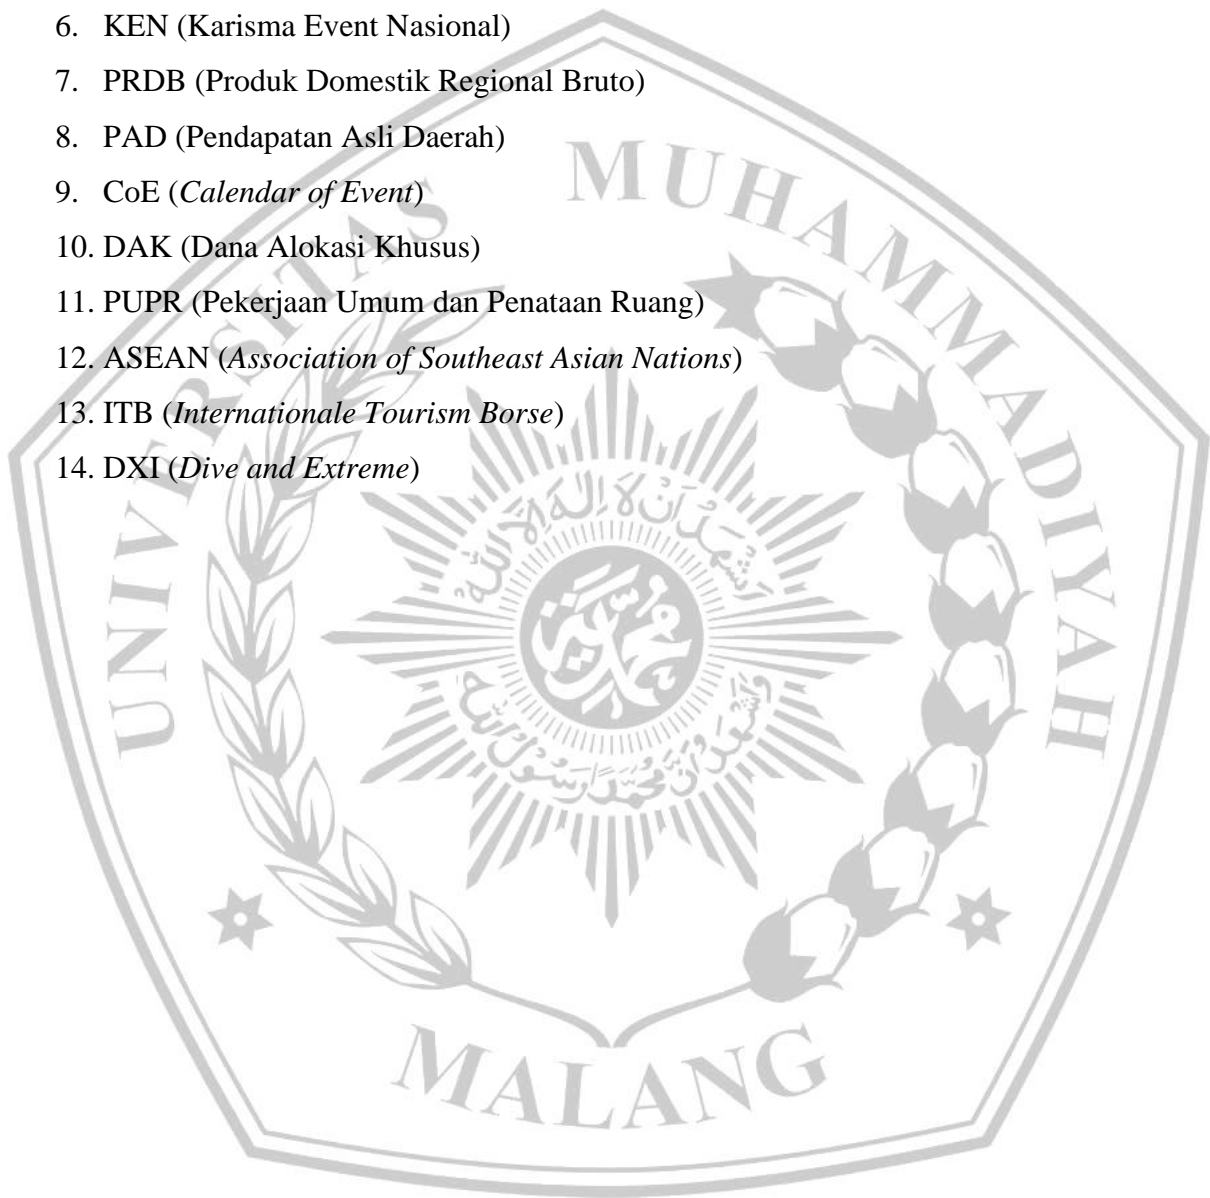 6. KEN (Karisma Event Nasional)
7. PRDB (Produk Domestik Regional Bruto)
8. PAD (Pendapatan Asli Daerah)
9. CoE (Calendar of Event)
10. DAK (Dana Alokasi Khusus)
11. PUPR (Pekerjaan Umum dan Penataan Ruang)
12. ASEAN (Association of Southeast Asian Nations)
13. ITB (Internationale Tourism Borse)
14. DXI (Dive and Extreme)
UNIVERSITAS MUHAMMADIYAH
MALANG